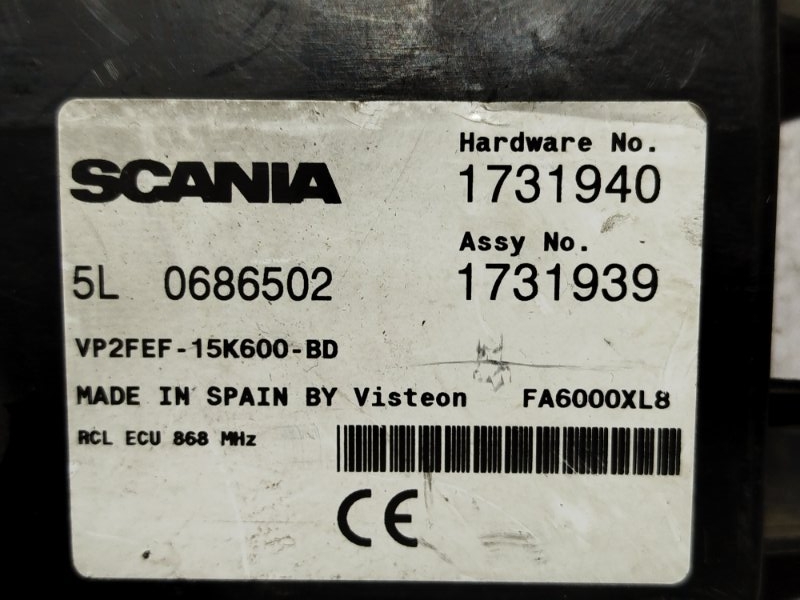 Hardware No.
SCANIA 1731940
Assy No.
5L 0686502 1731939
VP2FEF-15K600-BD
MADE IN SPAIN BY Visteon FA6000XL8
RCL ECU 868 MHz
CE